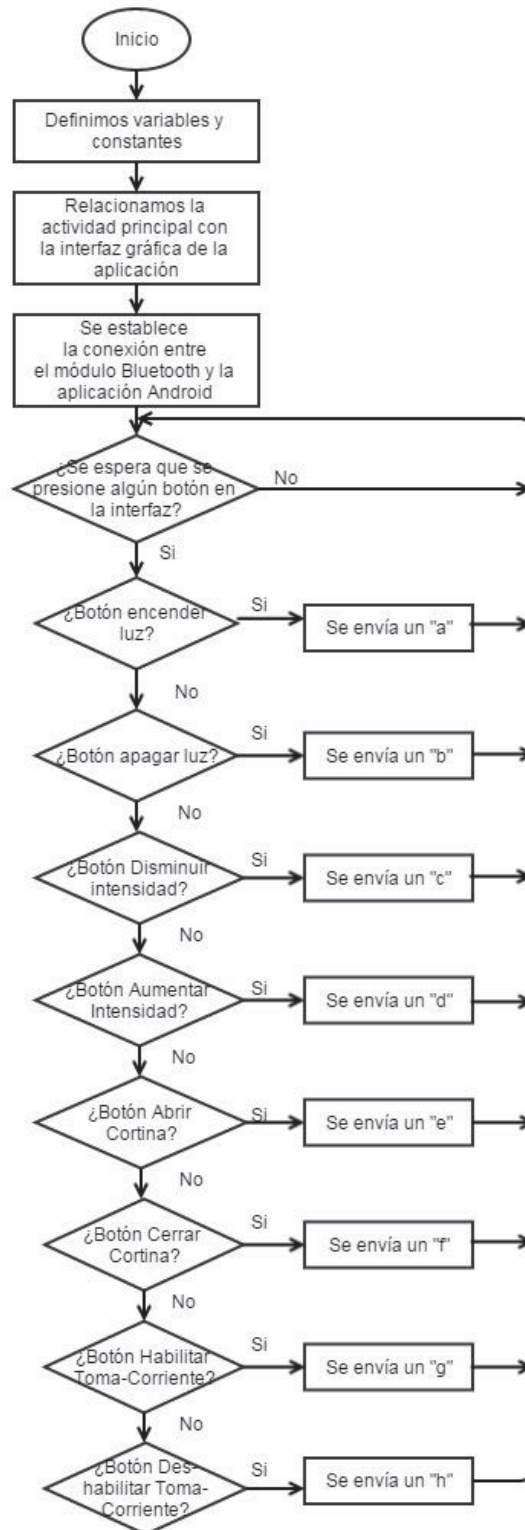 Inicio
Definimos variables y
constantes
Relacionamos la
actividad principal con
la interfaz gráfica de la
aplicación
Se establece
la conexión entre
el módulo Bluetooth y la
aplicación Android
¿Se espera que se
presione algún botón en
la interfaz?
No
Si
¿Botón encender
luz?
Si
Se envía un "a"
No
¿Botón apagar luz?
Si
Se envía un "b"
No
¿Botón Disminuir
intensidad?
Si
Se envía un "c"
No
¿Botón Aumentar
Intensidad?
Si
Se envía un "d"
No
¿Botón Abrir
Cortina?
Si
Se envía un "e"
No
¿Botón Cerrar
Cortina?
Si
Se envía un "f"
No
¿Botón Habilitar
Toma-Corriente?
Si
Se envía un "g"
No
¿Botón Des-
habilitar Toma-
Corriente?
Si
Se envía un "h"